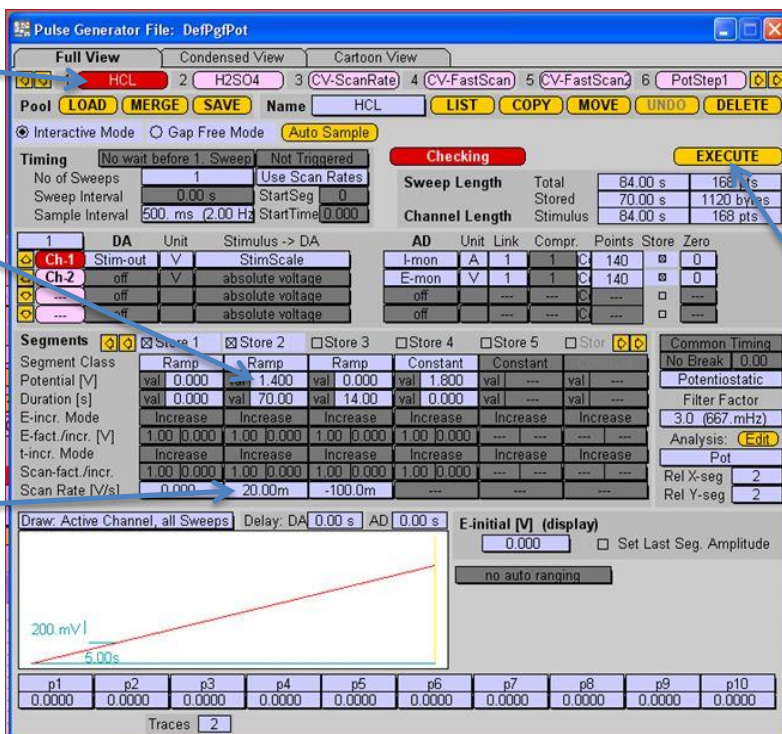 Pulse Generator File: DefPgfPot
Full View Condensed View Cartoon View
HCL 2 H2SO4 3 CV-ScanRate 4 CV-FastScan 5 CV-FastScan2 6 PotStep1
Pool LOAD MERGE SAVE Name HCL LIST COPY MOVE UNDO DELETE
Interactive Mode Gap Free Mode Auto Sample
Timing No wait before 1. Sweep Not Triggered Checking EXECUTE
No of Sweeps 1 Use Scan Rates Sweep Length Total 84.00 s 168 pts
Sweep Interval 0.00 s StartSeg 0 Stored 70.00 s 1120 bytes
Sample Interval 500. ms (2.00 Hz StartTime 0.000 Channel Length Stimulus 84.00 s 168 pts
1 DA Unit Stimulus -> DA AD Unit Link Compr. Points Store Zero
Ch-1 Stim-out V StimScale I-mon A 1 1 C 140 0
Ch-2 off V absolute voltage E-mon V 1 1 C 140 0
--- off absolute voltage off --- --- C ---
--- off absolute voltage off --- --- C ---
Segments Store 1 Store 2 Store 3 Store 4 Store 5 Stor Common Timing
Segment Class Ramp Ramp Ramp Constant Constant No Break 0.00
Potential [V] val 0.000 val 1.400 val 0.000 val 1.800 val --- val --- Potentiostatic
Duration [s] val 0.000 val 70.00 val 14.00 val 0.000 val --- val --- Filter Factor
E-incr. Mode Increase Increase Increase Increase Increase Increase 3.0 (667.mHz)
E-fact./incr. [V] 1.00 0.000 1.00 0.000 1.00 0.000 1.00 0.000 --- --- --- --- Analysis: Edit
t-incr. Mode Increase Increase Increase Increase Increase Increase Pot
Scan-fact./incr. 1.00 0.000 1.00 0.000 1.00 0.000 1.00 0.000 --- --- --- --- Rel X-seg 2
Scan Rate [V/s] 0.000 20.00m -100.0m --- --- --- Rel Y-seg 2
Draw: Active Channel, all Sweeps Delay: DA 0.00 s AD 0.00 s E-initial [V] (display)
0.000 Set Last Seg. Amplitude
no auto ranging
200.mV
5.00s
p1 p2 p3 p4 p5 p6 p7 p8 p9 p10
0.0000 0.0000 0.0000 0.0000 0.0000 0.0000 0.0000 0.0000 0.0000 0.0000
Traces 2